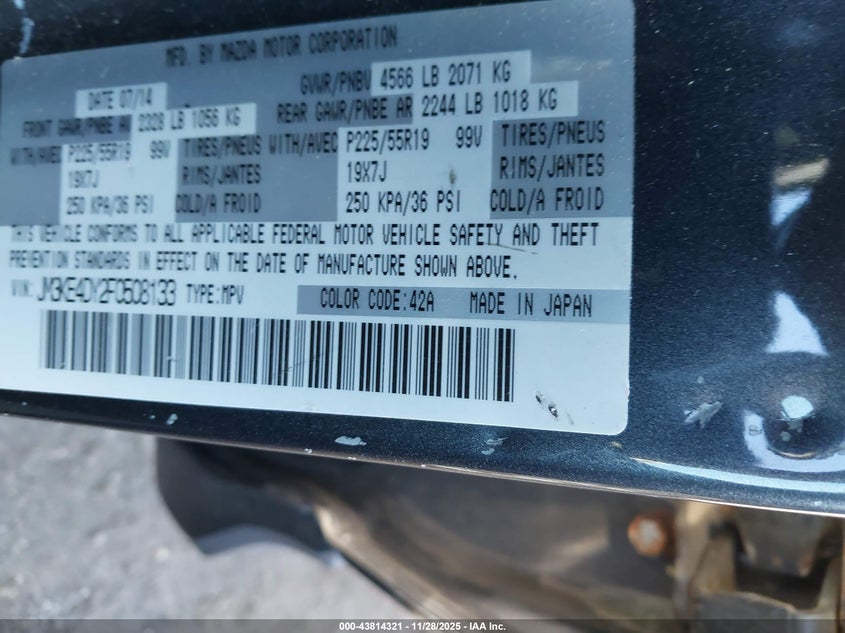 MFD. BY MAZDA MOTOR CORPORATION
DATE 07/14 GVWR/PNBV 4566 LB 2071 KG
FRONT GAWR/PNBE AV 2328 LB 1056 KG REAR GAWR/PNBE AR 2244 LB 1018 KG
WITH/AVEC P225/55R19 99V TIRES/PNEUS WITH/AVEC P225/55R19 99V TIRES/PNEUS
19X7J RIMS/JANTES 19X7J RIMS/JANTES
250 KPA/36 PSI COLD/A FROID 250 KPA/36 PSI COLD/A FROID
THIS VEHICLE CONFORMS TO ALL APPLICABLE FEDERAL MOTOR VEHICLE SAFETY AND THEFT
PREVENTION STANDARDS IN EFFECT ON THE DATE OF MANUFACTURE SHOWN ABOVE.
VIN: JM3KE4DY2F0508133 TYPE:MPV COLOR CODE:42A MADE IN JAPAN
000-43814321 - 11/28/2025 - IAA Inc.